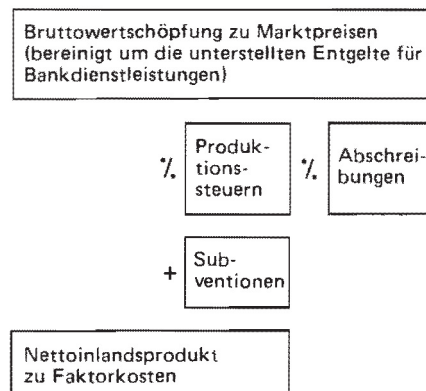 Bruttowertschöpfung zu Marktpreisen
(bereinigt um die unterstellten Entgelte für
Bankdienstleistungen)
٪ Produk-
tions-
steuern
٪ Abschrei-
bungen
+ Sub-
ventionen
Nettoinlandsprodukt
zu Faktorkosten